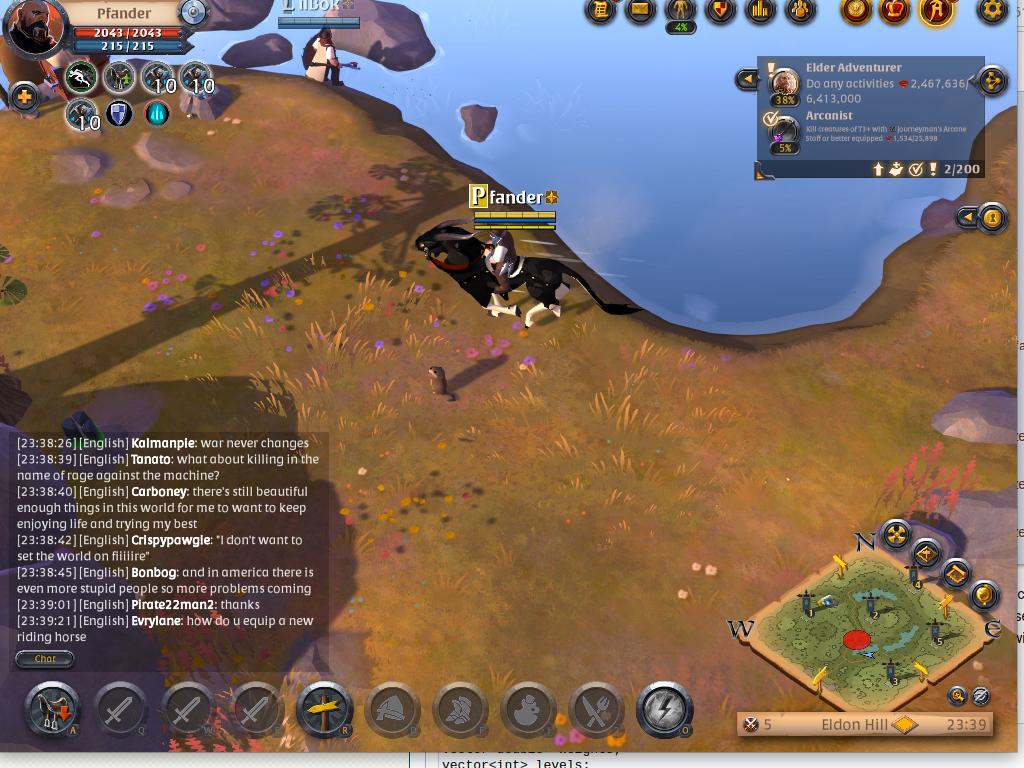 Pfander
2043 / 2043
215 / 215
10
10
10
4%
Elder Adventurer
Do any activities 2,467,636/
6,413,000
38%
Arcanist
Kill creatures of T3+ with a Journeyman's Arcane
Staff or better equipped 1,534/25,898
5%
2/200
Pfander
[23:38:26] [English] Kalmanpie: war never changes
[23:38:39] [English] Tanato: what about killing in the
name of rage against the machine?
[23:38:40] [English] Carboney: there's still beautiful
enough things in this world for me to want to keep
enjoying life and trying my best
[23:38:42] [English] Crispypawgie: "I don't want to
set the world on fiiiiire"
[23:38:45] [English] Bonbog: and in america there is
even more stupid people so more problems coming
[23:39:01] [English] Pirate22man2: thanks
[23:39:21] [English] Evrylane: how do u equip a new
riding horse
Chat
N
W
E
1
2
3
4
5
A
Q
W
R
O
5 Eldon Hill 23:39
vector<int> levels;